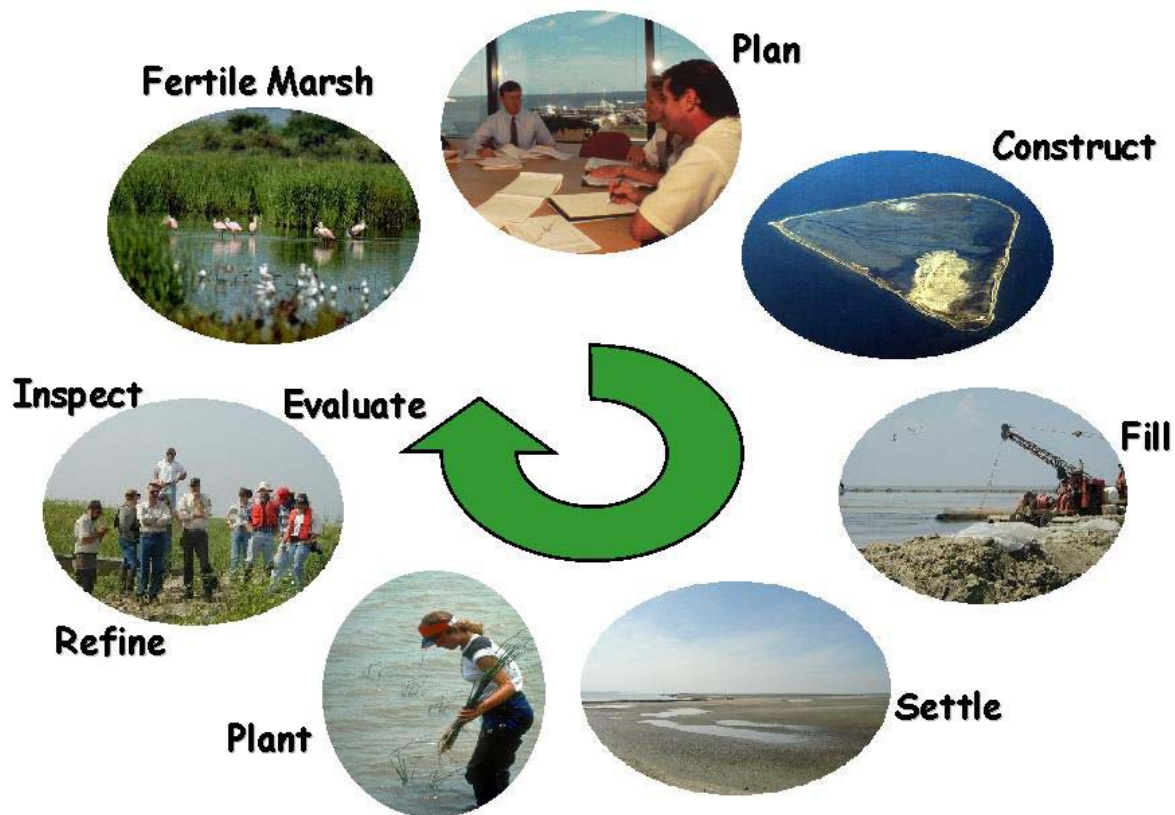 Plan
Construct
Fill
Settle
Plant
Inspect
Evaluate
Refine
Fertile Marsh